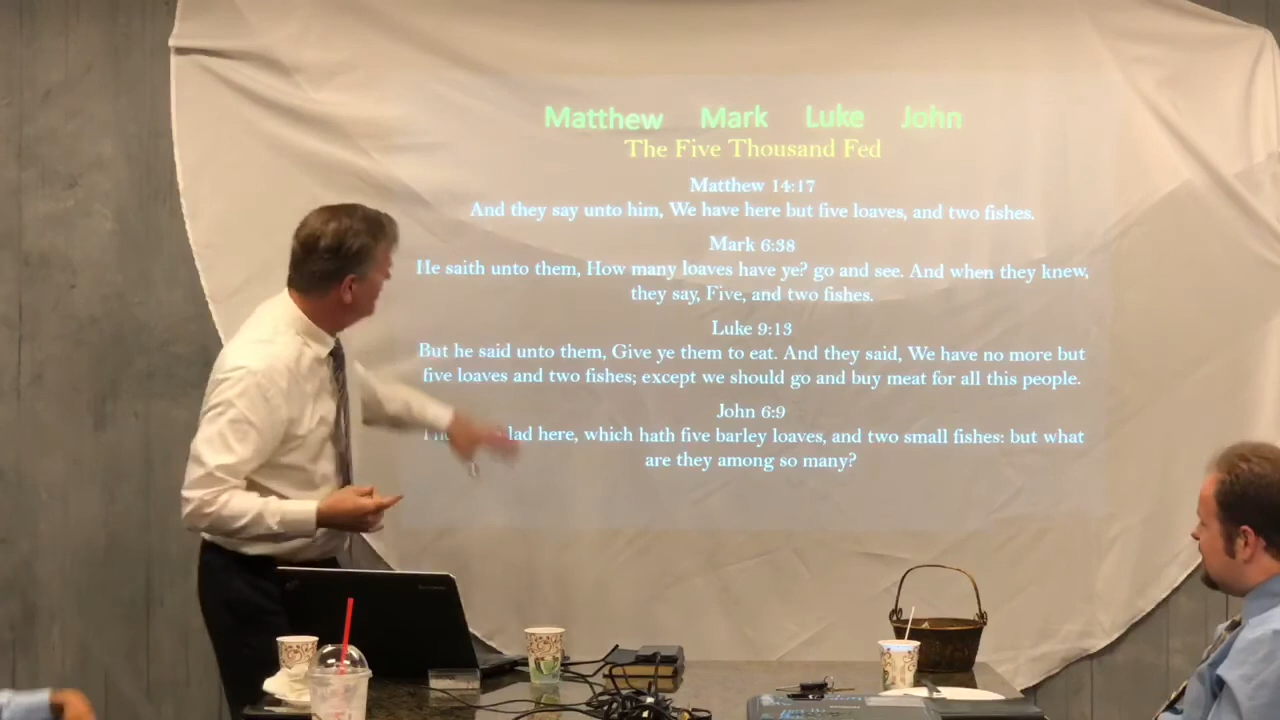 Matthew Mark Luke John
The Five Thousand Fed
Matthew 14:17
And they say unto him, We have here but five loaves, and two fishes.
Mark 6:38
He saith unto them, How many loaves have ye? go and see. And when they knew,
they say, Five, and two fishes.
Luke 9:13
But he said unto them, Give ye them to eat. And they said, We have no more but
five loaves and two fishes; except we should go and buy meat for all this people.
John 6:9
lad here, which hath five barley loaves, and two small fishes: but what
are they among so many?